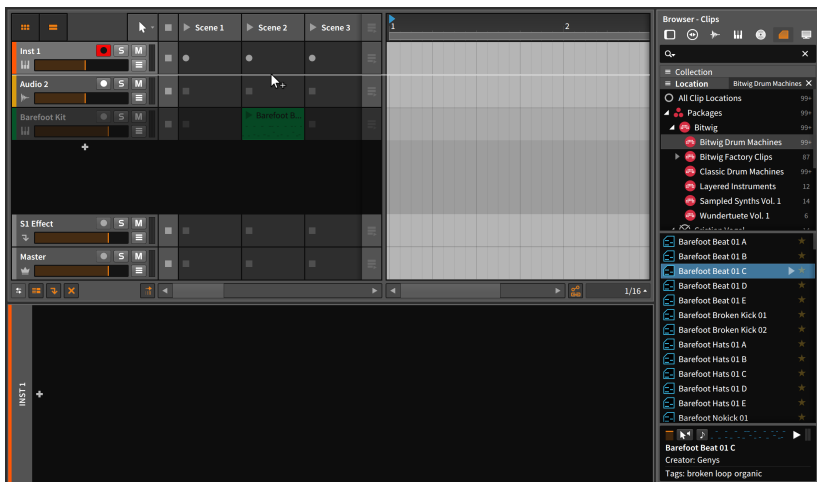 Browser - Clips
Scene 1
Scene 2
Scene 3
1
2
Inst 1
S M
Audio 2
S M
Barefoot Kit
S M
Barefoot B...
+
S1 Effect
S M
Master
S M
1/16
INST 1
+
Collection
Location
Bitwig Drum Machines
All Clip Locations 99+
Packages 99+
Bitwig 99+
Bitwig Drum Machines 99+
Bitwig Factory Clips 87
Classic Drum Machines 99+
Layered Instruments 12
Sampled Synths Vol. 1 14
Wundertuete Vol. 1 6
Barefoot Beat 01 A
Barefoot Beat 01 B
Barefoot Beat 01 C
Barefoot Beat 01 D
Barefoot Beat 01 E
Barefoot Broken Kick 01
Barefoot Broken Kick 02
Barefoot Hats 01 A
Barefoot Hats 01 B
Barefoot Hats 01 C
Barefoot Hats 01 D
Barefoot Hats 01 E
Barefoot Nokick 01
Barefoot Beat 01 C
Creator: Genys
Tags: broken loop organic